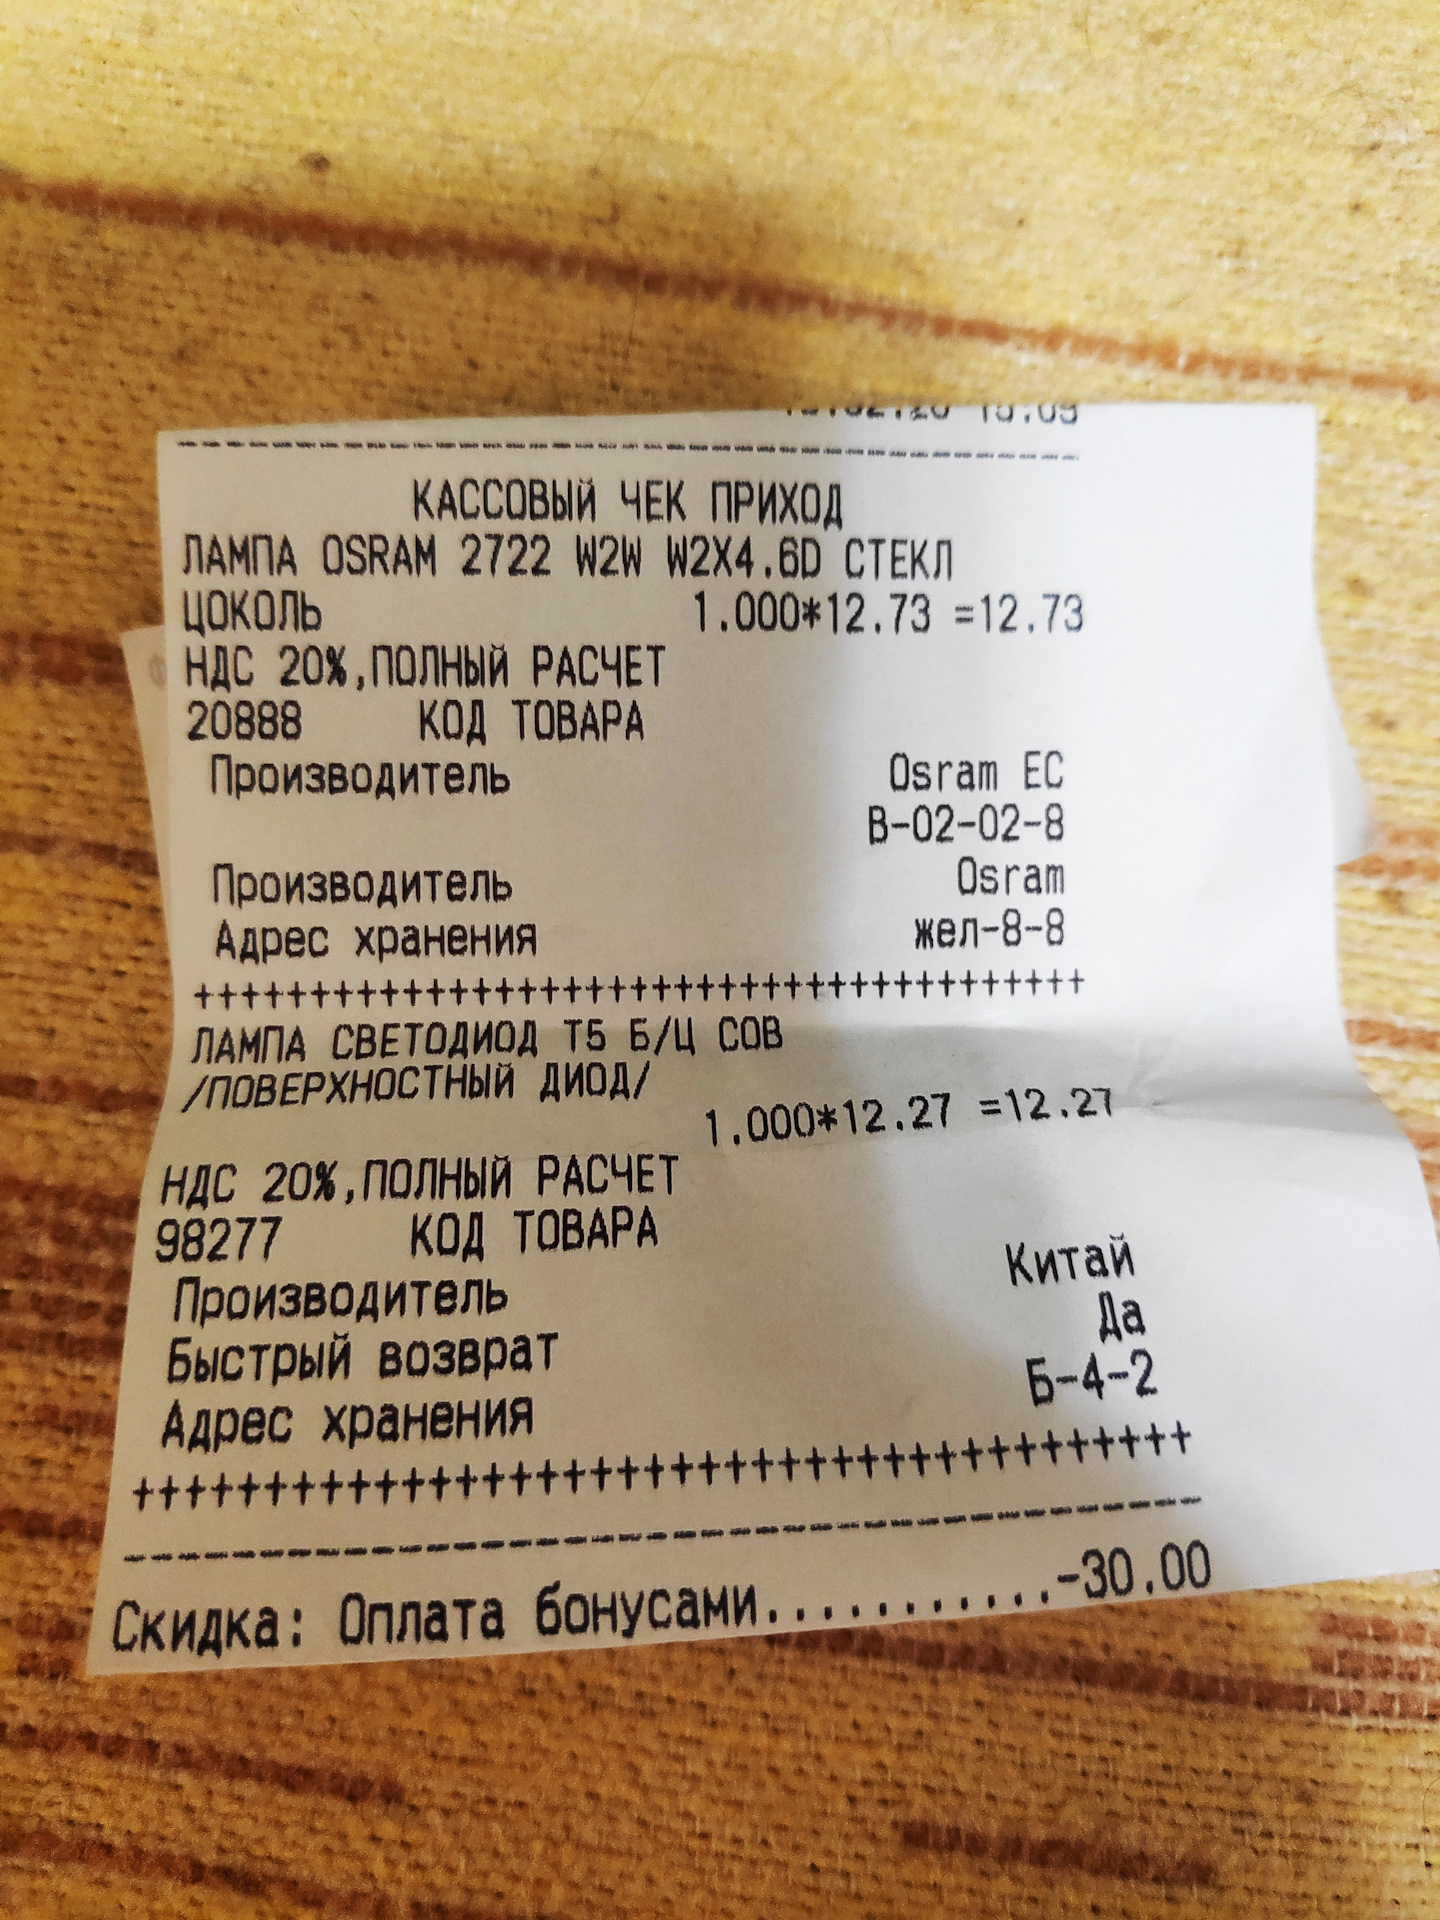 КАССОВЫЙ ЧЕК ПРИХОД
ЛАМПА OSRAM 2722 W2W W2X4.6D СТЕКЛ
ЦОКОЛЬ 1.000*12.73 =12.73
НДС 20%,ПОЛНЫЙ РАСЧЕТ
20888 КОД ТОВАРА
Производитель Osram EC
В-02-02-8
Производитель Osram
Адрес хранения жел-8-8
++++++++++++++++++++++++++++++++++++++
ЛАМПА СВЕТОДИОД Т5 Б/Ц COB
/ПОВЕРХНОСТНЫЙ ДИОД/
1.000*12.27 =12.27
НДС 20%,ПОЛНЫЙ РАСЧЕТ
98277 КОД ТОВАРА
Производитель Китай
Быстрый возврат Да
Адрес хранения Б-4-2
++++++++++++++++++++++++++++++++++++++
Скидка: Оплата бонусами...........-30.00